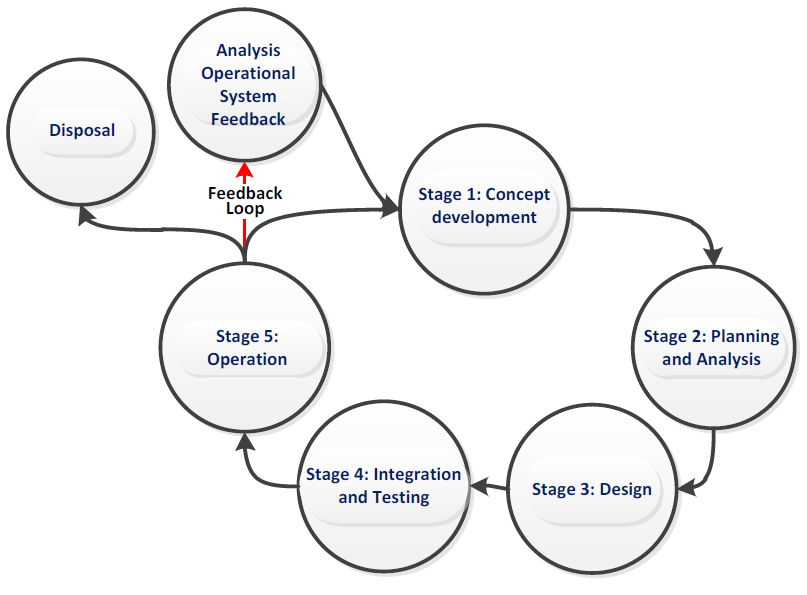 Analysis
Operational
System
Feedback
Disposal
Feedback
Loop
Stage 1: Concept
development
Stage 2: Planning
and Analysis
Stage 3: Design
Stage 4: Integration
and Testing
Stage 5:
Operation